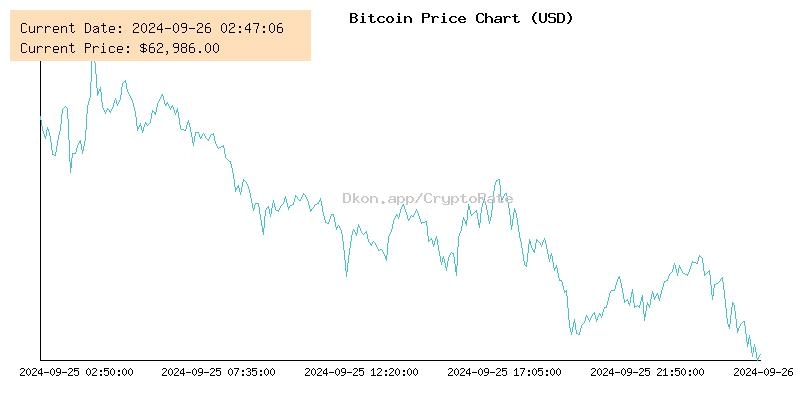 Bitcoin Price Chart (USD)
Current Date: 2024-09-26 02:47:06
Current Price: $62,986.00
Dkon.app/CryptoRate
2024-09-25 02:50:00
2024-09-25 07:35:00
2024-09-25 12:20:00
2024-09-25 17:05:00
2024-09-25 21:50:00
2024-09-26